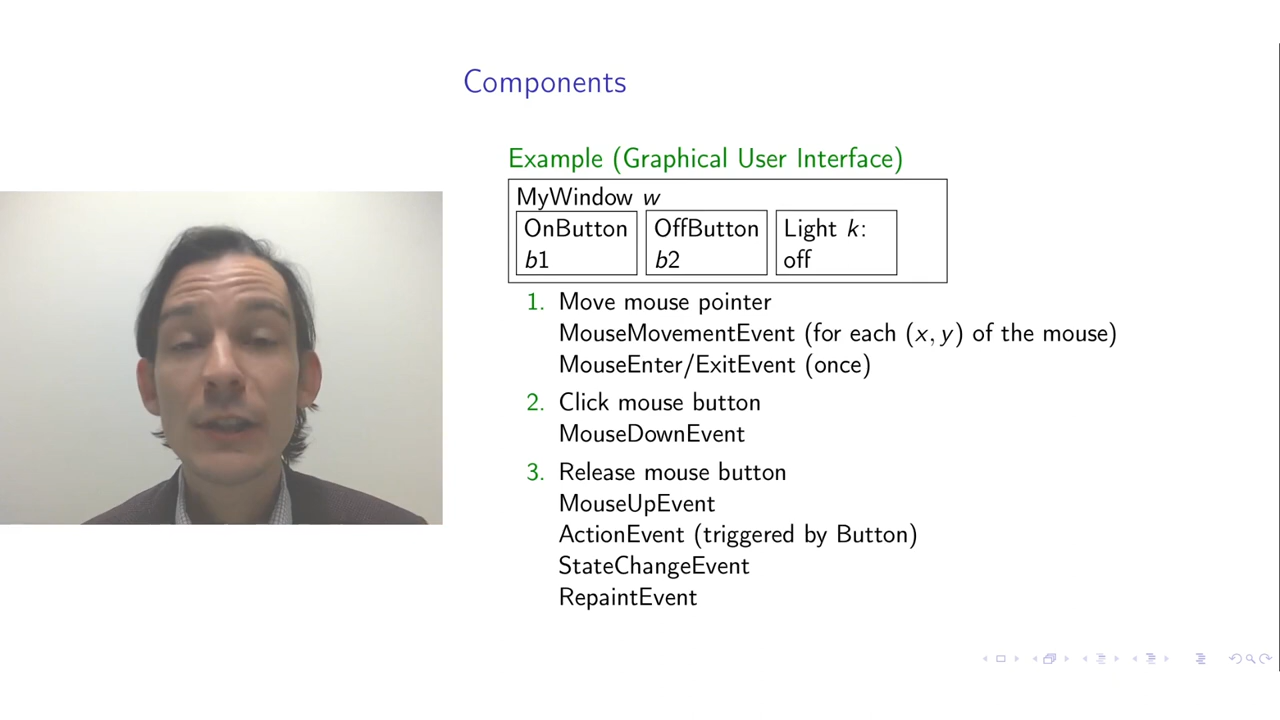 Components
Example (Graphical User Interface)
MyWindow w
OnButton OffButton Light k:
b1 b2 off
1. Move mouse pointer
MouseMovementEvent (for each (x, y) of the mouse)
MouseEnter/ExitEvent (once)
2. Click mouse button
MouseDownEvent
3. Release mouse button
MouseUpEvent
ActionEvent (triggered by Button)
StateChangeEvent
RepaintEvent